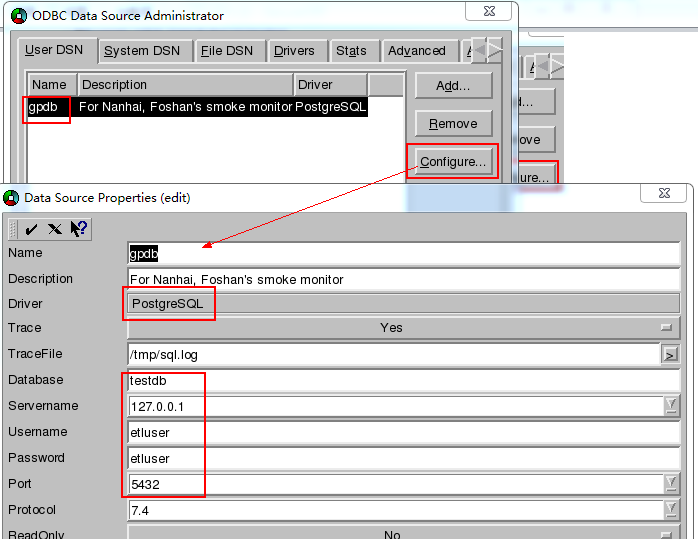 ODBC Data Source Administrator
User DSN System DSN File DSN Drivers Stats Advanced
Name Description Driver
gpdb For Nanhai, Foshan's smoke monitor PostgreSQL
Add...
Remove
Configure...
d...
ove
ure...
Data Source Properties (edit)
Name gpdb
Description For Nanhai, Foshan's smoke monitor
Driver PostgreSQL
Trace Yes
TraceFile /tmp/sql.log >
Database testdb
Servername 127.0.0.1
Username etluser
Password etluser
Port 5432
Protocol 7.4
ReadOnly No